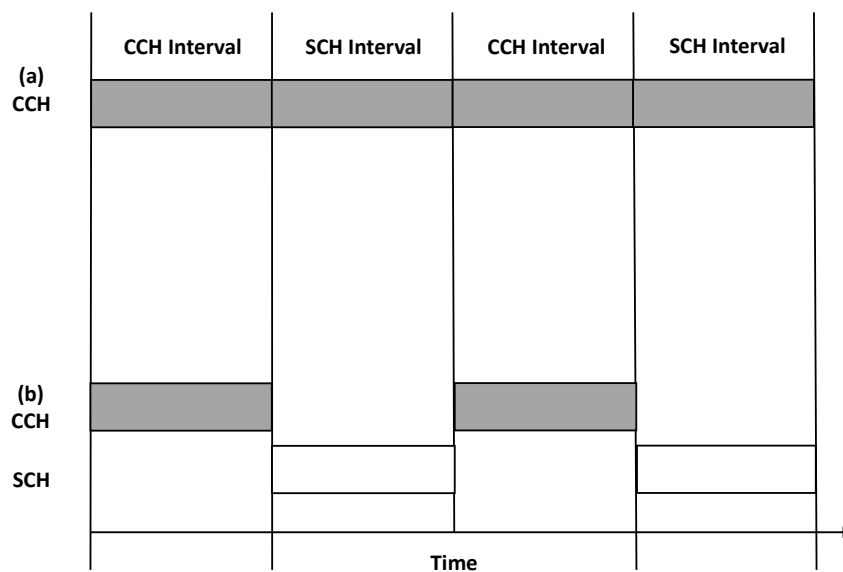 CCH Interval SCH Interval CCH Interval SCH Interval
(a)
CCH
(b)
CCH
SCH
Time